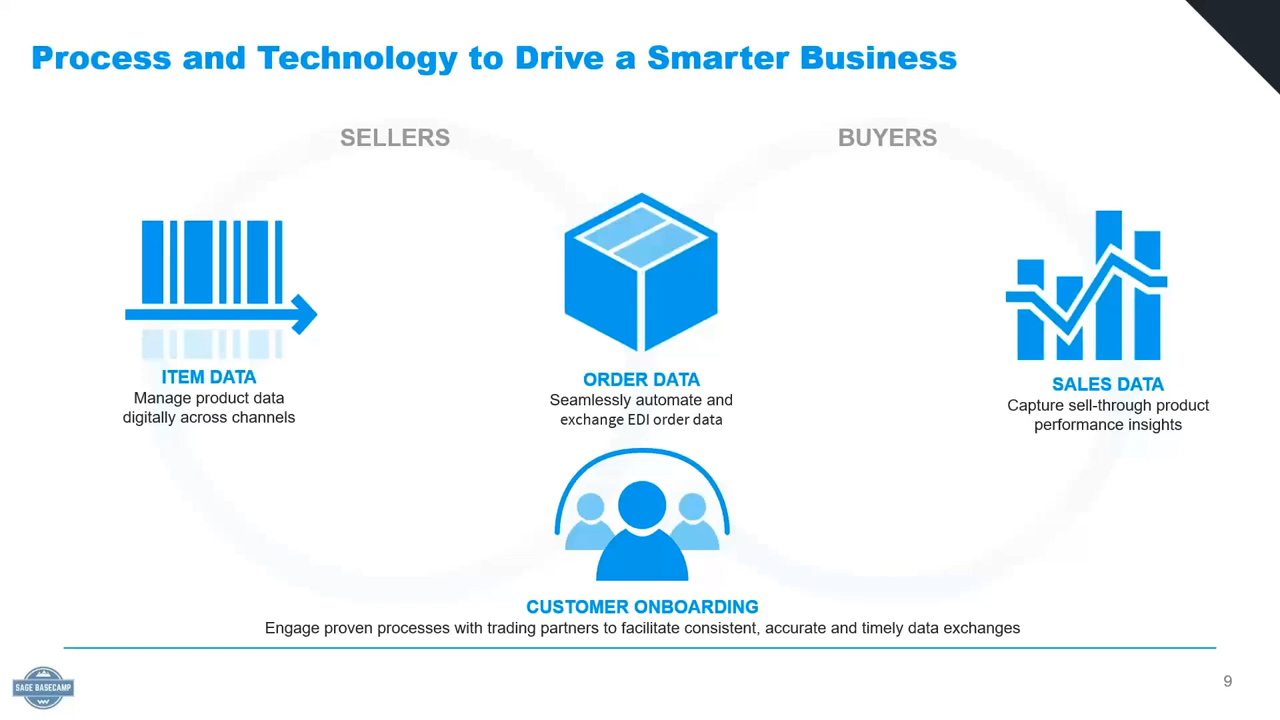 Process and Technology to Drive a Smarter Business
SELLERS
BUYERS
ITEM DATA
Manage product data
digitally across channels
ORDER DATA
Seamlessly automate and
exchange EDI order data
SALES DATA
Capture sell-through product
performance insights
CUSTOMER ONBOARDING
Engage proven processes with trading partners to facilitate consistent, accurate and timely data exchanges
SAGE BASECAMP
9